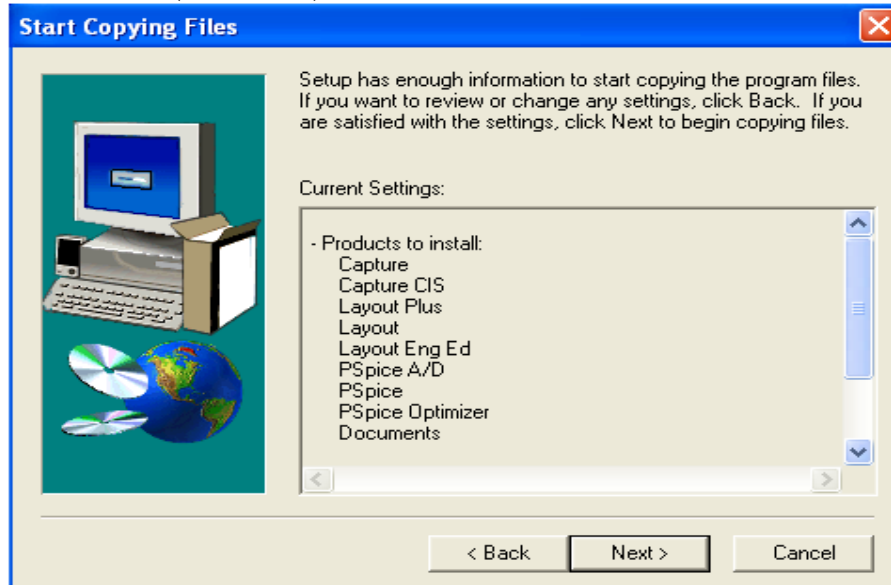 Start Copying Files
Setup has enough information to start copying the program files.
If you want to review or change any settings, click Back. If you
are satisfied with the settings, click Next to begin copying files.
Current Settings:
- Products to install:
Capture
Capture CIS
Layout Plus
Layout
Layout Eng Ed
PSpice A/D
PSpice
PSpice Optimizer
Documents
< Back
Next >
Cancel